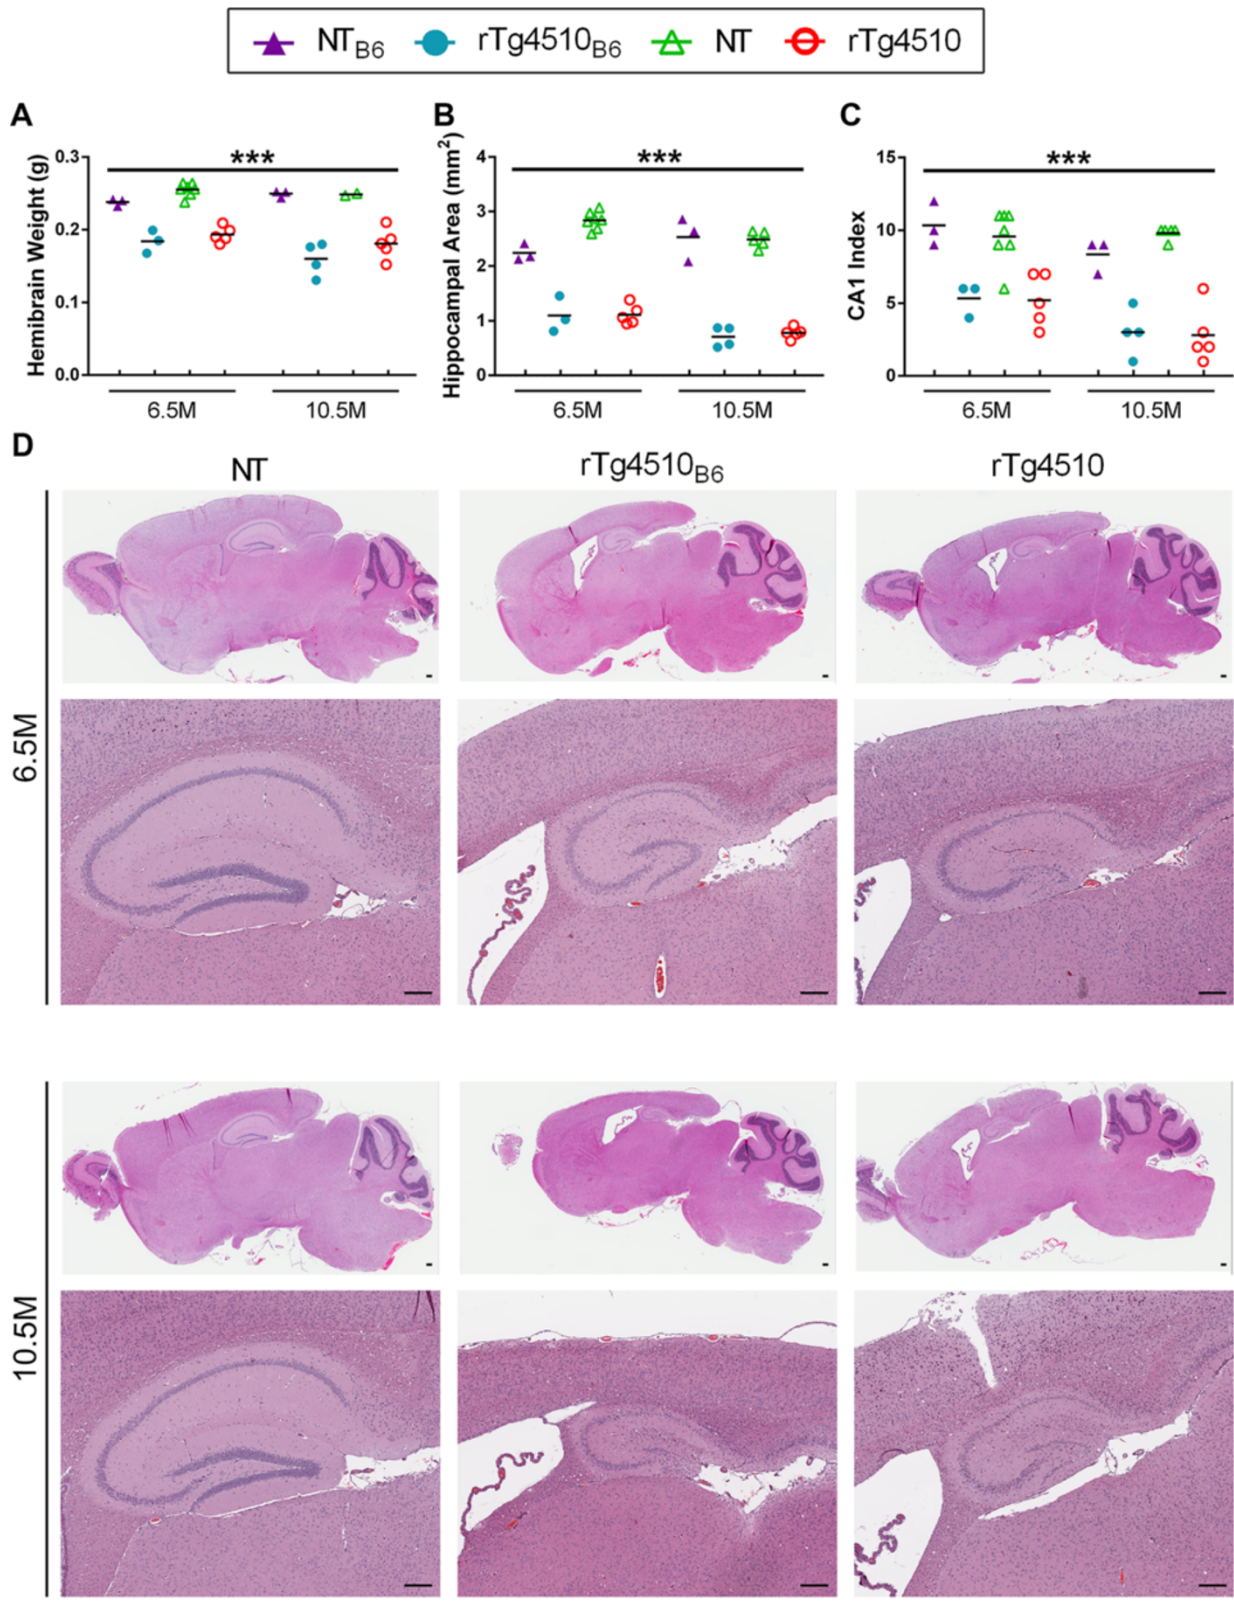 NTB6 rTg4510B6 NT rTg4510
A B C
*** *** ***
Hemibrain Weight (g)
0.3
0.2
0.1
0.0
6.5M 10.5M
Hippocampal Area (mm2)
4
3
2
1
0
6.5M 10.5M
CA1 Index
15
10
5
0
6.5M 10.5M
D
NT rTg4510B6 rTg4510
6.5M
10.5M